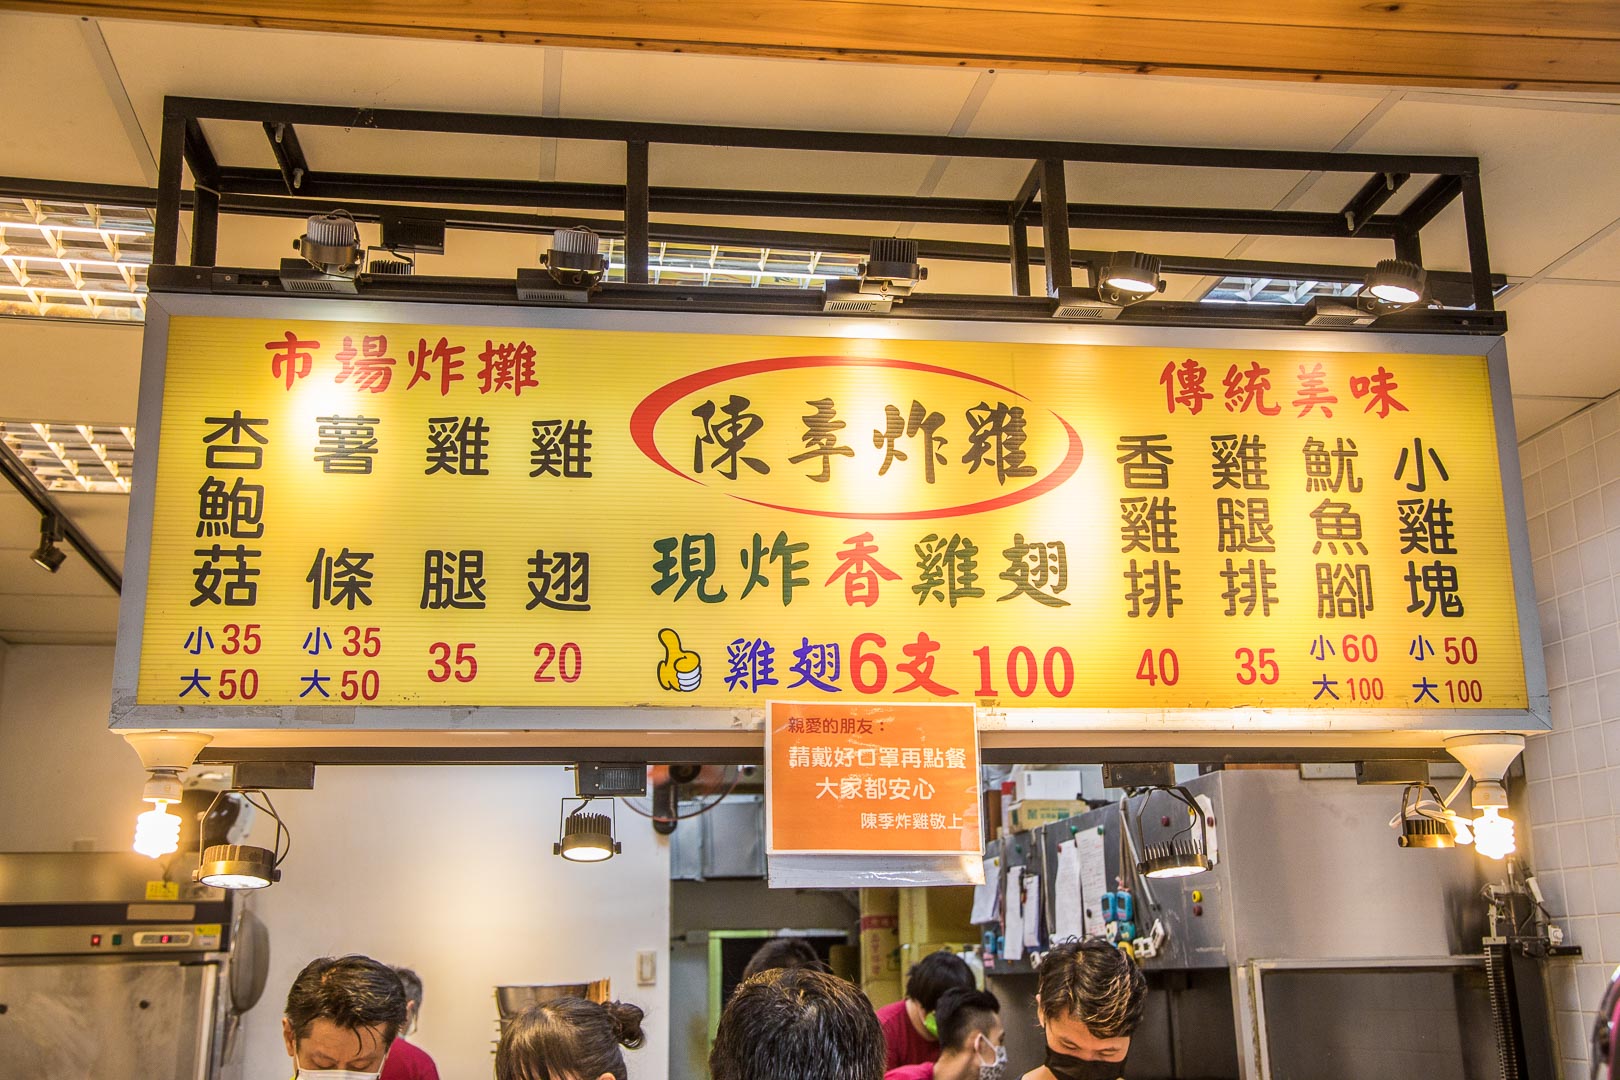 市場炸攤
陳季炸雞
傳統美味
杏鮑菇
小35
大50
薯條
小35
大50
雞腿
35
雞翅
20
現炸香雞翅
雞翅6支100
香雞排
40
雞腿排
35
魷魚腳
小60
大100
小雞塊
小50
大100
親愛的朋友：
請戴好口罩再點餐
大家都安心
陳季炸雞敬上